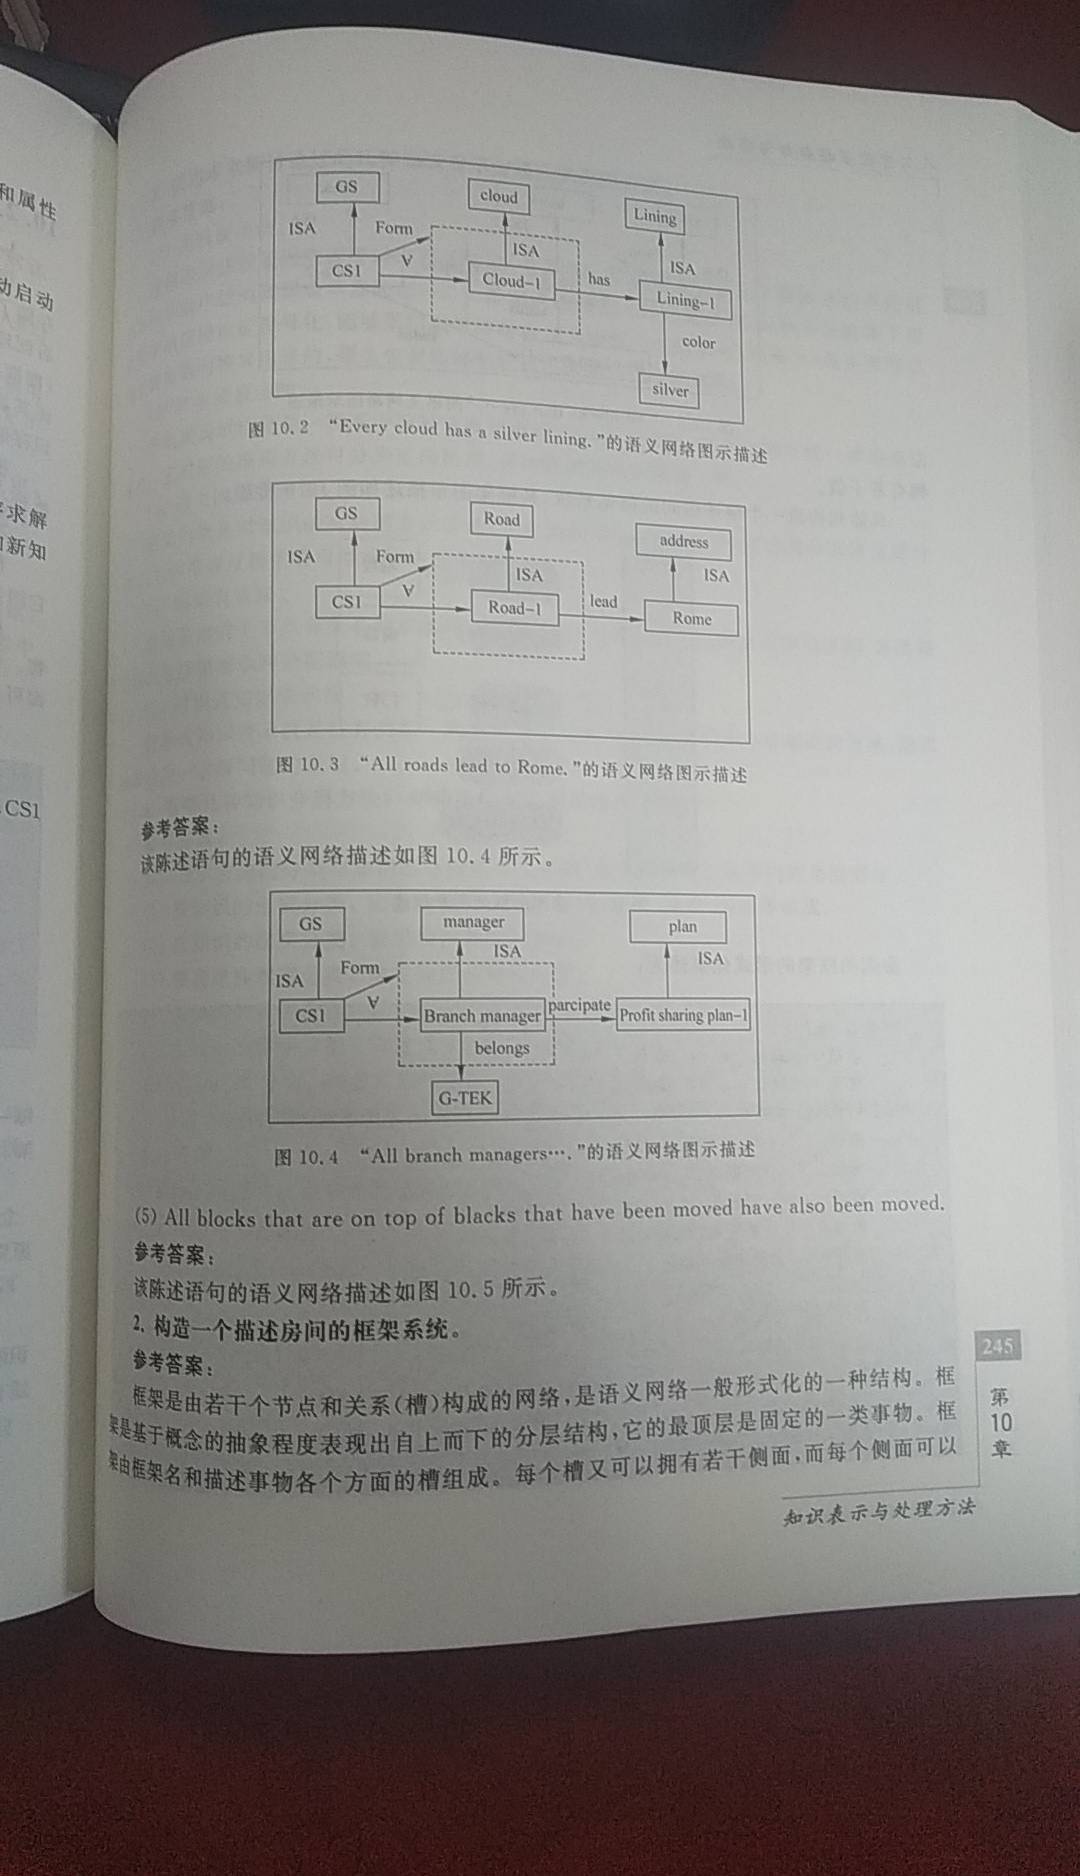 和属性
动启动
求解
新知
CS1
GS
cloud
Lining
ISA
Form
ISA
ISA
∀
CS1
Cloud-1
has
Lining-1
color
silver
图 10.2 “Every cloud has a silver lining.”的语义网络图示描述
GS
Road
address
ISA
Form
ISA
ISA
∀
CS1
Road-1
lead
Rome
图 10.3 “All roads lead to Rome.”的语义网络图示描述
参考答案：
该陈述语句的语义网络描述如图 10.4 所示。
GS
manager
plan
ISA
Form
ISA
ISA
∀
CS1
Branch manager
parcipate
Profit sharing plan-1
belongs
G-TEK
图 10.4 “All branch managers….”的语义网络图示描述
(5) All blocks that are on top of blacks that have been moved have also been moved.
参考答案：
该陈述语句的语义网络描述如图 10.5 所示。
2. 构造一个描述房间的框架系统。
参考答案：
框架是由若干个节点和关系(槽)构成的网络，是语义网络一般形式化的一种结构。框
架是基于概念的抽象程度表现出自上而下的分层结构，它的最顶层是固定的一类事物。框
架由框架名和描述事物各个方面的槽组成。每个槽又可以拥有若干侧面，而每个侧面可以
245
第
10
章
知识表示与处理方法